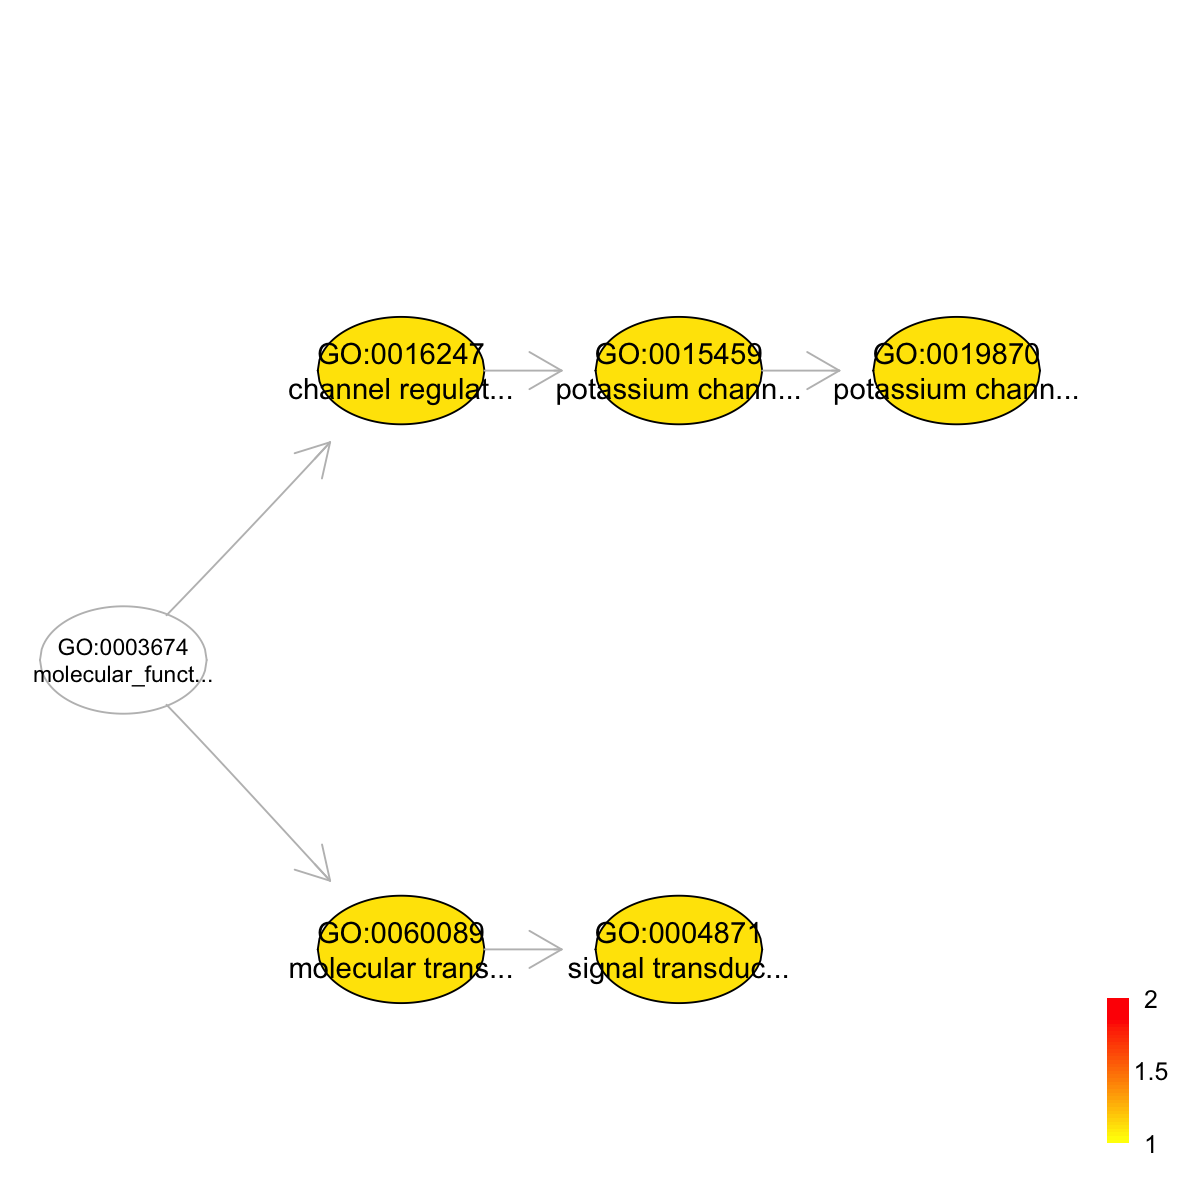 GO:0016247
channel regulat...
GO:0015459
potassium chann...
GO:0019870
potassium chann...
GO:0003674
molecular_funct...
GO:0060089
molecular trans...
GO:0004871
signal transduc...
2
1.5
1